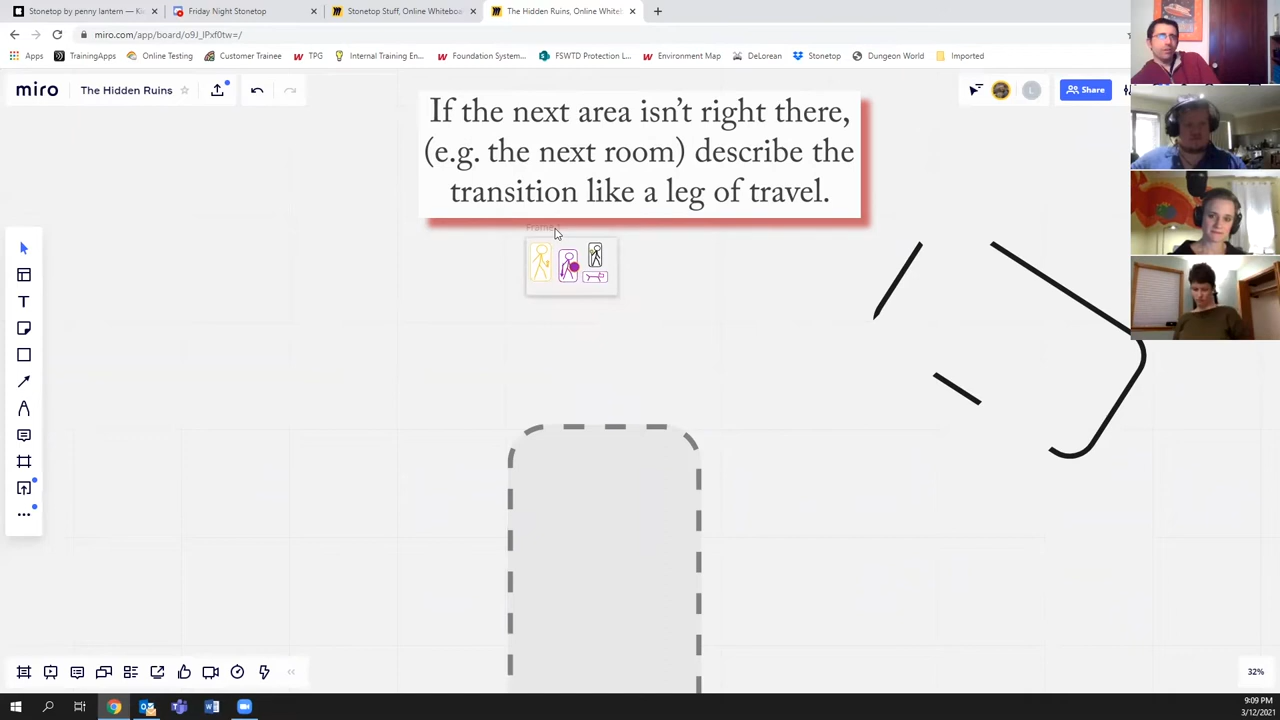 Stonetop by penny lantern — Kic
Friday Night Stonetop
Stonetop Stuff, Online Whiteboa
The Hidden Ruins, Online White
miro.com/app/board/o9J_lPxf0tw=/
Apps
TrainingApps
Online Testing
Customer Trainee
TPG
Internal Training En...
Foundation System...
FSWTD Protection L...
Environment Map
DeLorean
Stonetop
Dungeon World
Imported
miro
The Hidden Ruins
L
Share
If the next area isn’t right there,
(e.g. the next room) describe the
transition like a leg of travel.
Frame
32%
9:09 PM
3/12/2021